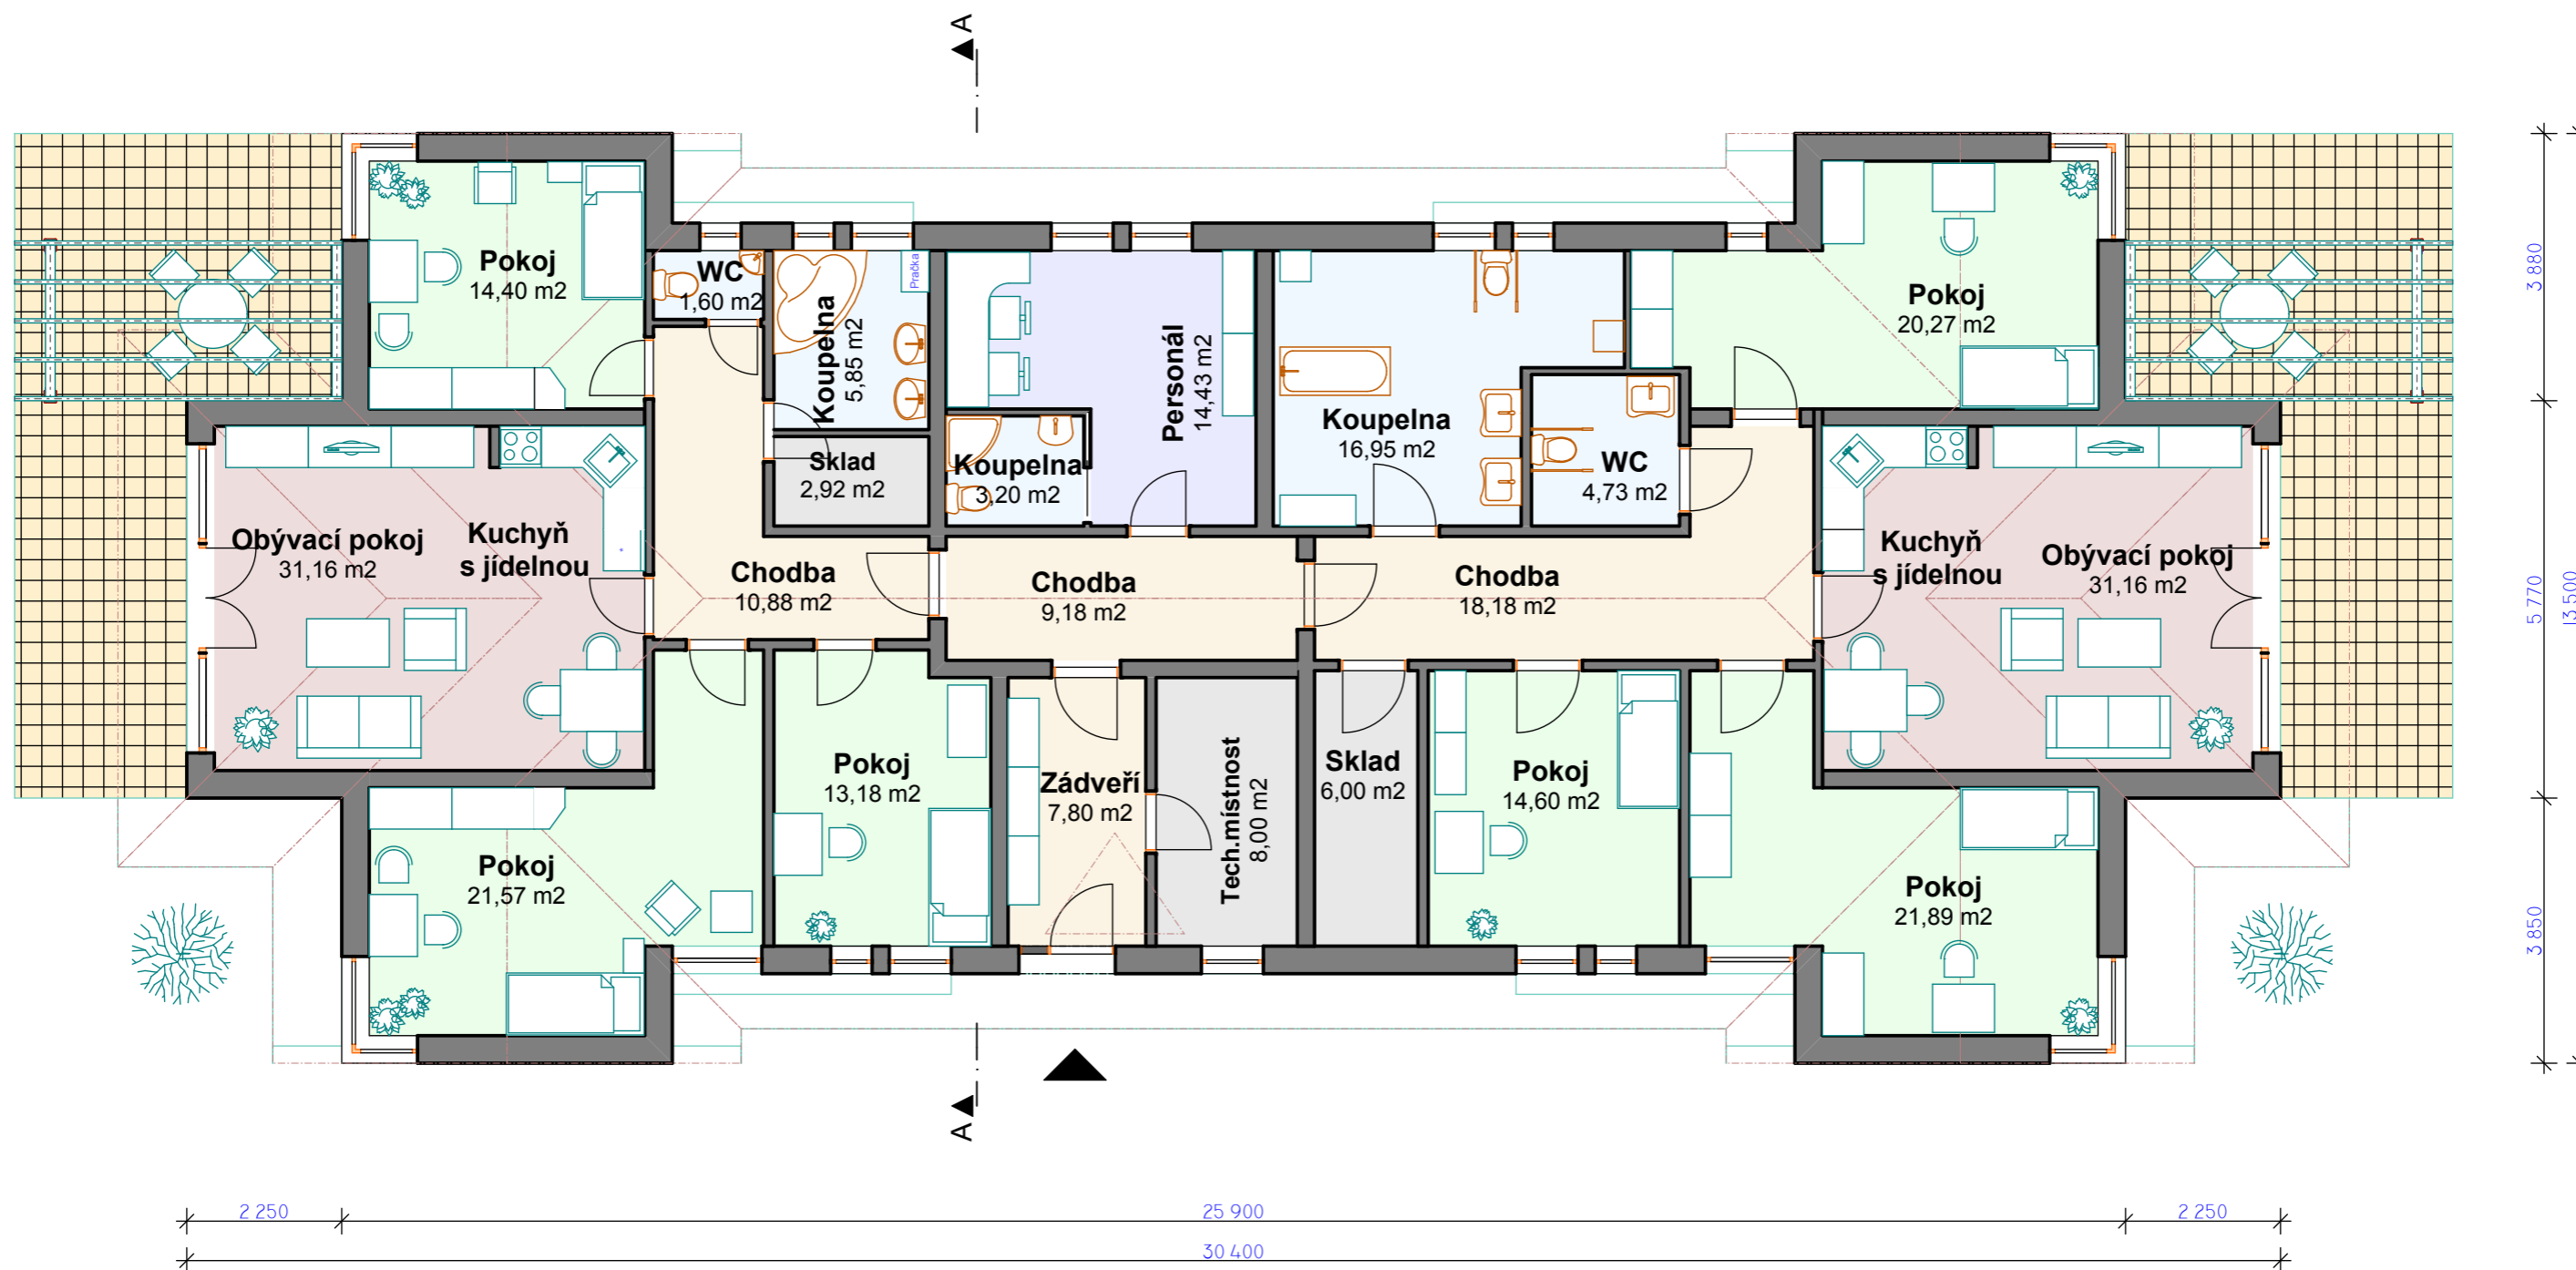 A
Pokoj
14,40 m2
WC
1,60 m2
Koupelna
5,85 m2
Pračka
Personál
14,43 m2
Koupelna
16,95 m2
Pokoj
20,27 m2
3 880
Sklad
2,92 m2
Koupelna
3,20 m2
WC
4,73 m2
Obývací pokoj
31,16 m2
Kuchyň
s jídelnou
Chodba
10,88 m2
Chodba
9,18 m2
Chodba
18,18 m2
Kuchyň
s jídelnou
Obývací pokoj
31,16 m2
5 770
13 500
Pokoj
21,57 m2
Pokoj
13,18 m2
Zádveří
7,80 m2
Tech.místnost
8,00 m2
Sklad
6,00 m2
Pokoj
14,60 m2
Pokoj
21,89 m2
3 850
A
2 250
25 900
2 250
30 400